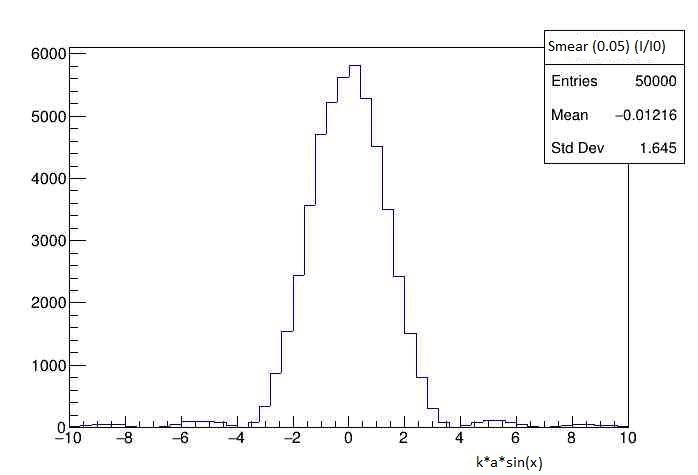 Smear (0.05) (I/I0)
Entries 50000
Mean −0.01216
Std Dev 1.645
6000
5000
4000
3000
2000
1000
0
−10 −8 −6 −4 −2 0 2 4 6 8 10
k*a*sin(x)